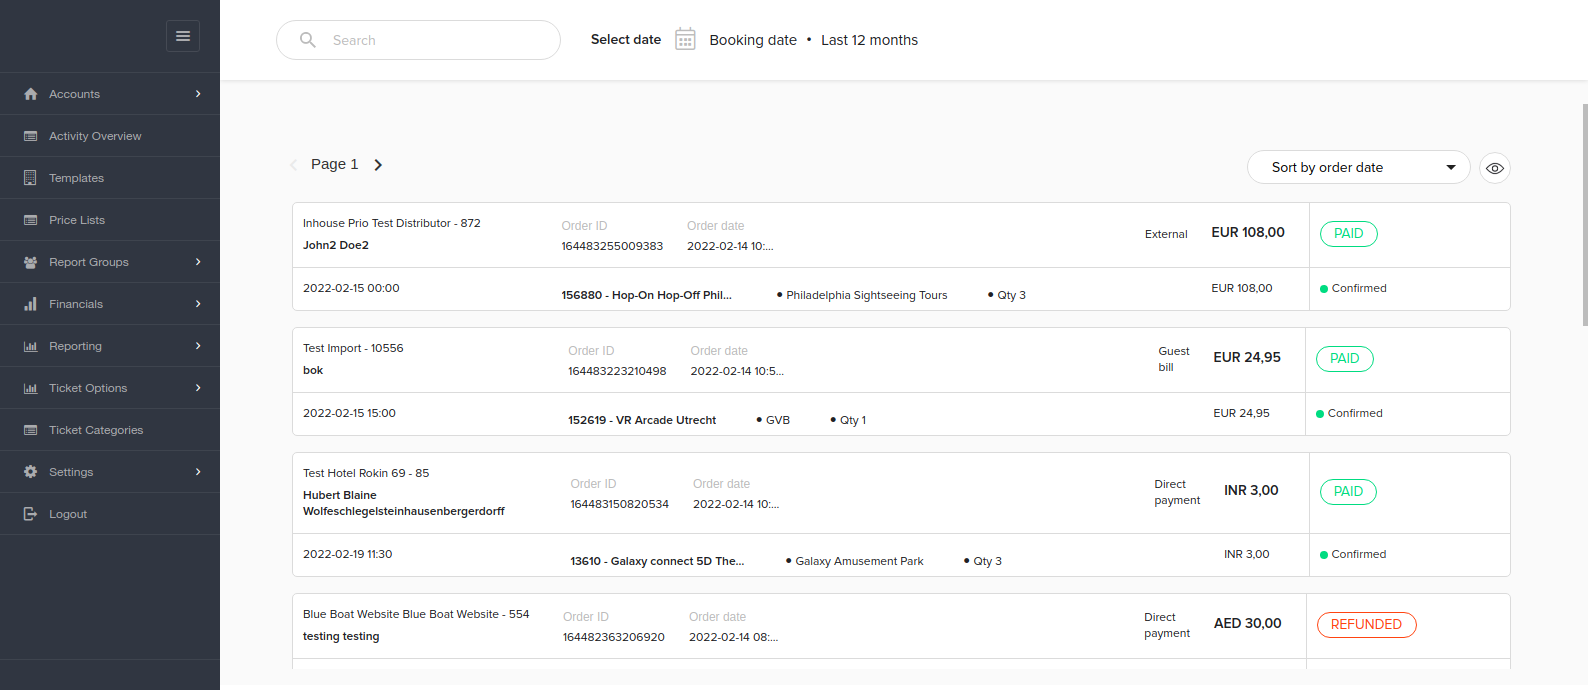 Search
Select date Booking date • Last 12 months
Accounts
Activity Overview
Templates
Price Lists
Report Groups
Financials
Reporting
Ticket Options
Ticket Categories
Settings
Logout
Page 1
Sort by order date
Inhouse Prio Test Distributor - 872
John2 Doe2
Order ID
164483255009383
Order date
2022-02-14 10:...
External
EUR 108,00
PAID
2022-02-15 00:00
156880 - Hop-On Hop-Off Phil...
• Philadelphia Sightseeing Tours
• Qty 3
EUR 108,00
Confirmed
Test Import - 10556
bok
Order ID
164483223210498
Order date
2022-02-14 10:5...
Guest
bill
EUR 24,95
PAID
2022-02-15 15:00
152619 - VR Arcade Utrecht
• GVB
• Qty 1
EUR 24,95
Confirmed
Test Hotel Rokin 69 - 85
Hubert Blaine
Wolfeschlegelsteinhausenbergerdorff
Order ID
164483150820534
Order date
2022-02-14 10:...
Direct
payment
INR 3,00
PAID
2022-02-19 11:30
13610 - Galaxy connect 5D The...
• Galaxy Amusement Park
• Qty 3
INR 3,00
Confirmed
Blue Boat Website Blue Boat Website - 554
testing testing
Order ID
164482363206920
Order date
2022-02-14 08:...
Direct
payment
AED 30,00
REFUNDED